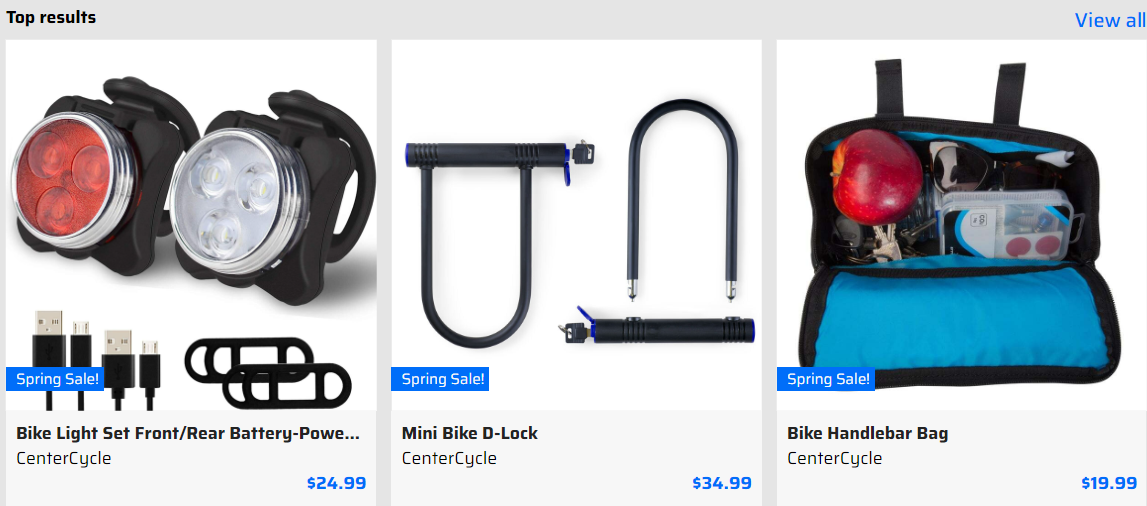 Top results
View all
Spring Sale!
Spring Sale!
Spring Sale!
Bike Light Set Front/Rear Battery-Powe...
CenterCycle
$24.99
Mini Bike D-Lock
CenterCycle
$34.99
Bike Handlebar Bag
CenterCycle
$19.99